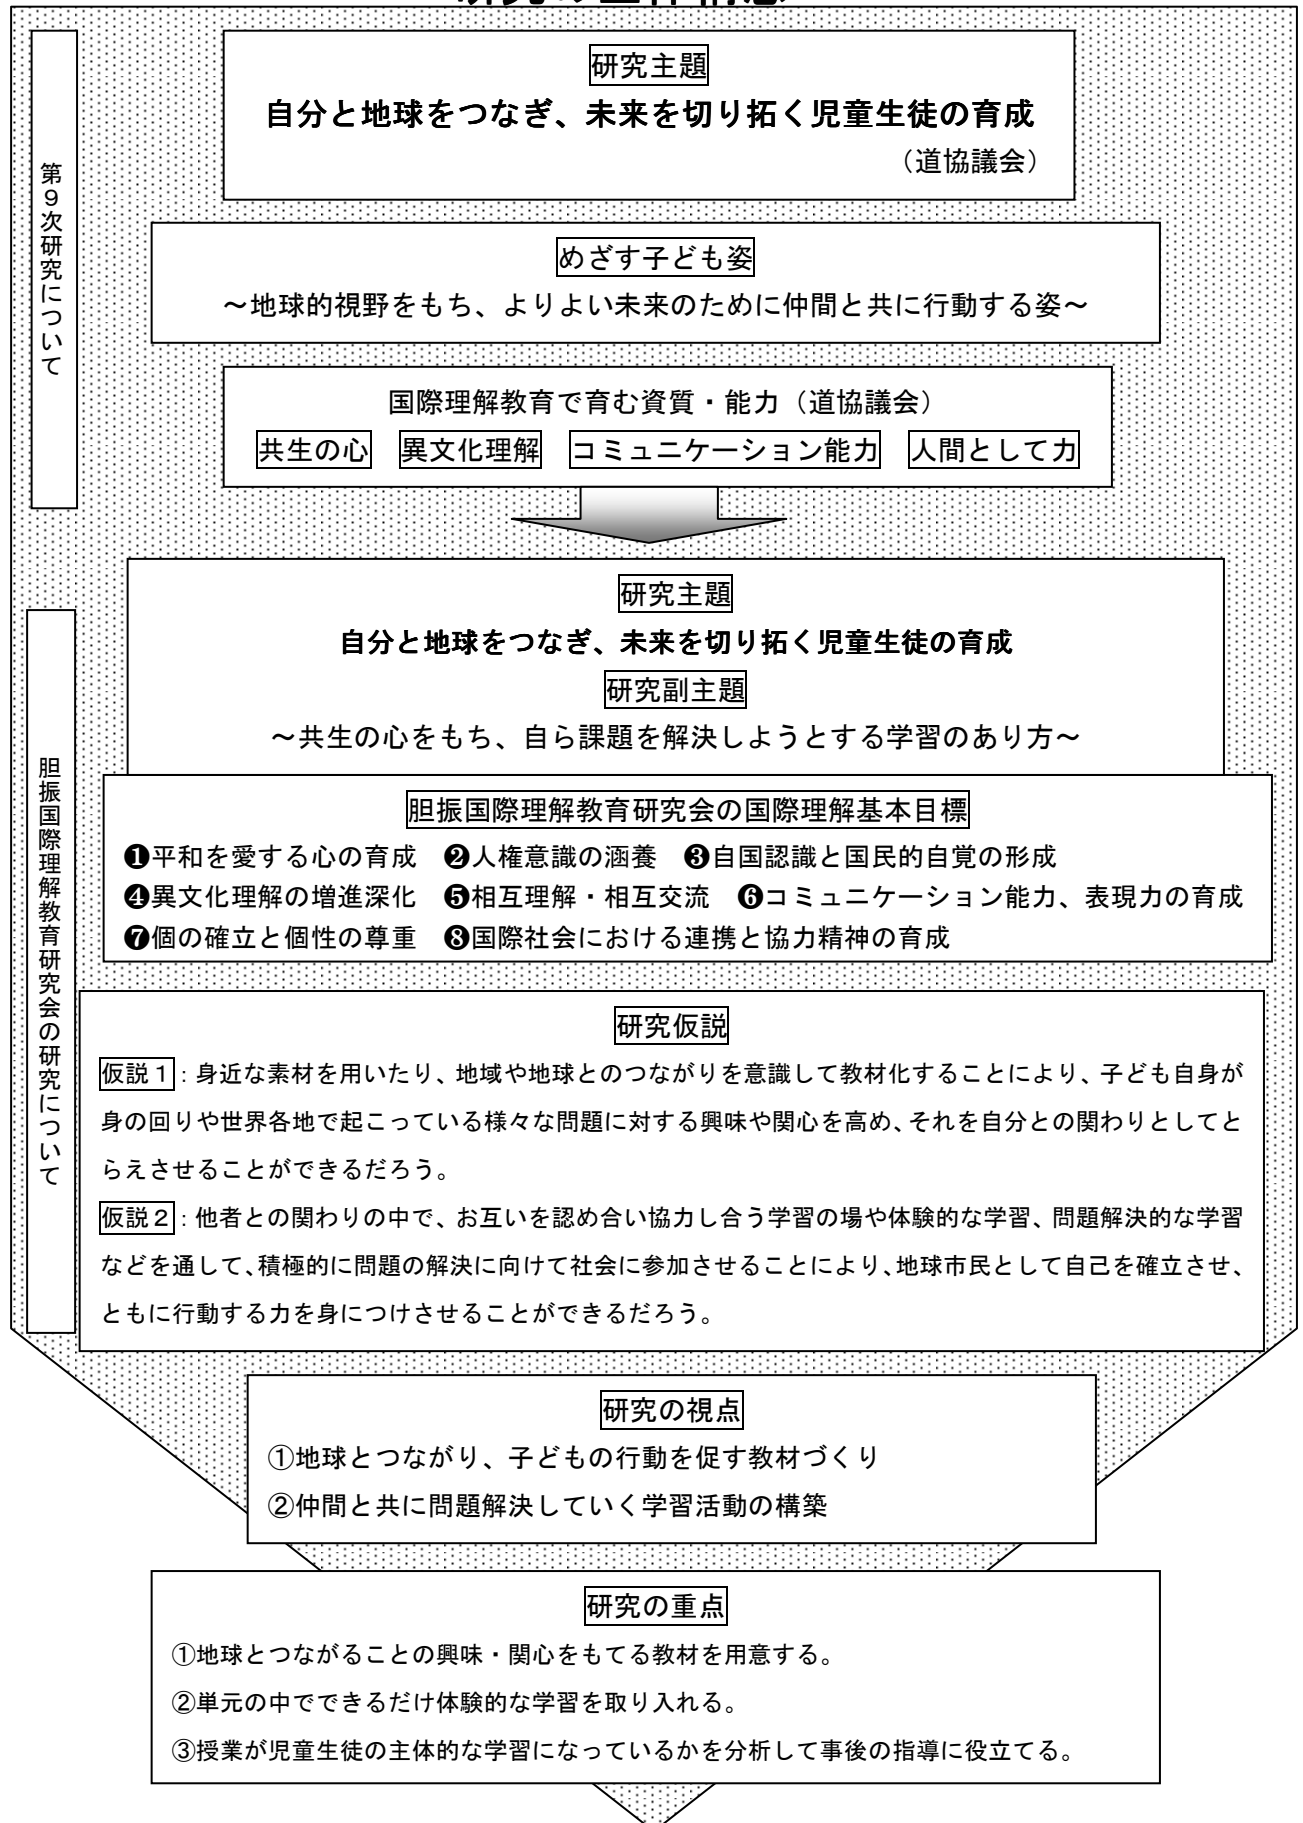 第９次研究について
研究主題
自分と地球をつなぎ、未来を切り拓く児童生徒の育成
（道協議会）
めざす子ども姿
～地球的視野をもち、よりよい未来のために仲間と共に行動する姿～
国際理解教育で育む資質・能力（道協議会）
共生の心　異文化理解　コミュニケーション能力　人間として力
胆振国際理解教育研究会の研究について
研究主題
自分と地球をつなぎ、未来を切り拓く児童生徒の育成
研究副主題
～共生の心をもち、自ら課題を解決しようとする学習のあり方～
胆振国際理解教育研究会の国際理解基本目標
❶平和を愛する心の育成　❷人権意識の涵養　❸自国認識と国民的自覚の形成
❹異文化理解の増進深化　❺相互理解・相互交流　❻コミュニケーション能力、表現力の育成
❼個の確立と個性の尊重　❽国際社会における連携と協力精神の育成
研究仮説
仮説１：身近な素材を用いたり、地域や地球とのつながりを意識して教材化することにより、子ども自身が
身の回りや世界各地で起こっている様々な問題に対する興味や関心を高め、それを自分との関わりとしてと
らえさせることができるだろう。
仮説２：他者との関わりの中で、お互いを認め合い協力し合う学習の場や体験的な学習、問題解決的な学習
などを通して、積極的に問題の解決に向けて社会に参加させることにより、地球市民として自己を確立させ、
ともに行動する力を身につけさせることができるだろう。
研究の視点
①地球とつながり、子どもの行動を促す教材づくり
②仲間と共に問題解決していく学習活動の構築
研究の重点
①地球とつながることの興味・関心をもてる教材を用意する。
②単元の中でできるだけ体験的な学習を取り入れる。
③授業が児童生徒の主体的な学習になっているかを分析して事後の指導に役立てる。